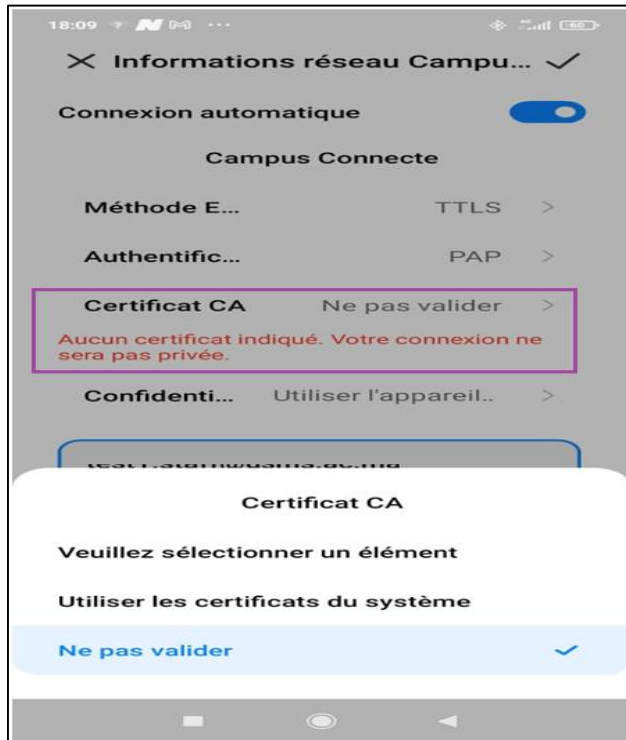 18:09 ... 60
Informations réseau Campu...
Connexion automatique
Campus Connecte
Méthode E... TTLS >
Authentific... PAP >
Certificat CA Ne pas valider >
Aucun certificat indiqué. Votre connexion ne
sera pas privée.
Confidenti... Utiliser l'appareil.. >
Certificat CA
Veuillez sélectionner un élément
Utiliser les certificats du système
Ne pas valider